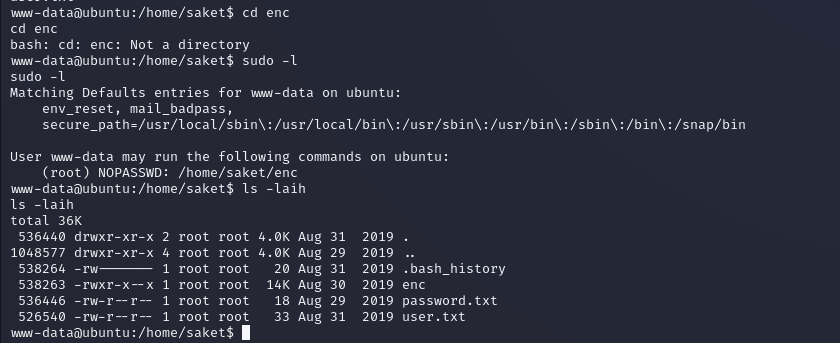 www-data@ubuntu:/home/saket$ cd enc
cd enc
bash: cd: enc: Not a directory
www-data@ubuntu:/home/saket$ sudo -l
sudo -l
Matching Defaults entries for www-data on ubuntu:
    env_reset, mail_badpass,
    secure_path=/usr/local/sbin\:/usr/local/bin\:/usr/sbin\:/usr/bin\:/sbin\:/bin\:/snap/bin

User www-data may run the following commands on ubuntu:
    (root) NOPASSWD: /home/saket/enc
www-data@ubuntu:/home/saket$ ls -laih
ls -laih
total 36K
 536440 drwxr-xr-x 2 root root 4.0K Aug 31  2019 .
1048577 drwxr-xr-x 4 root root 4.0K Aug 29  2019 ..
 538264 -rw------- 1 root root   20 Aug 31  2019 .bash_history
 538263 -rwxr-x--x 1 root root  14K Aug 30  2019 enc
 536446 -rw-r--r-- 1 root root   18 Aug 29  2019 password.txt
 526540 -rw-r--r-- 1 root root   33 Aug 31  2019 user.txt
www-data@ubuntu:/home/saket$